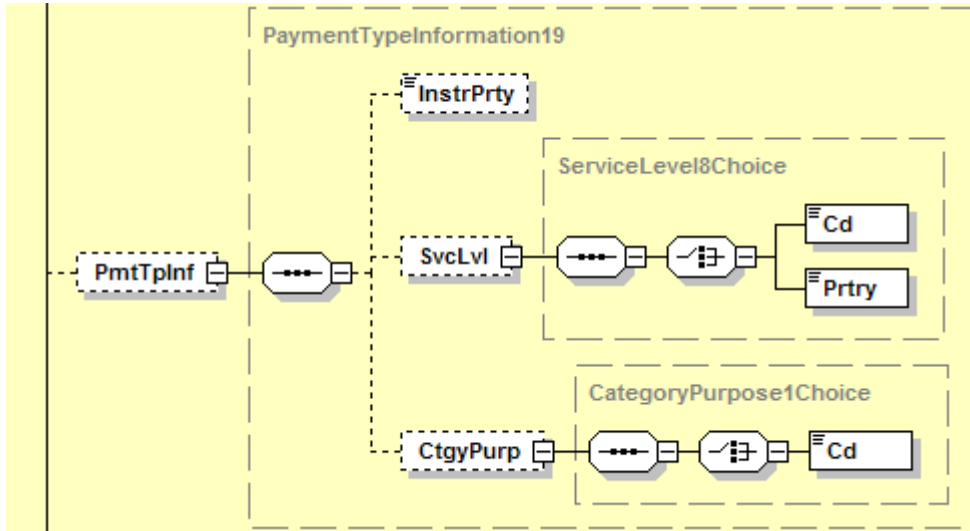 PaymentTypeInformation19
InstrPrty
ServiceLevel8Choice
Cd
SvcLvl
PmtTpInf
Prtry
CategoryPurpose1Choice
CtgyPurp
Cd